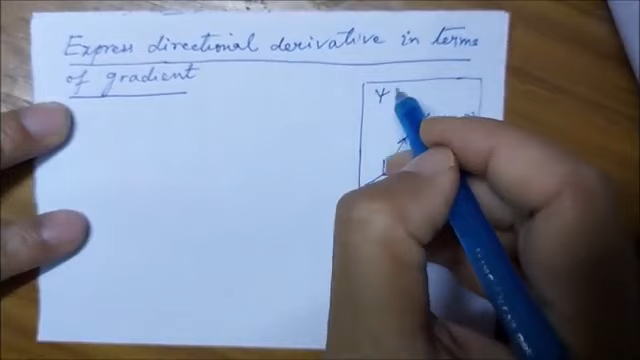 Express directional derivative in terms
of gradient
Y